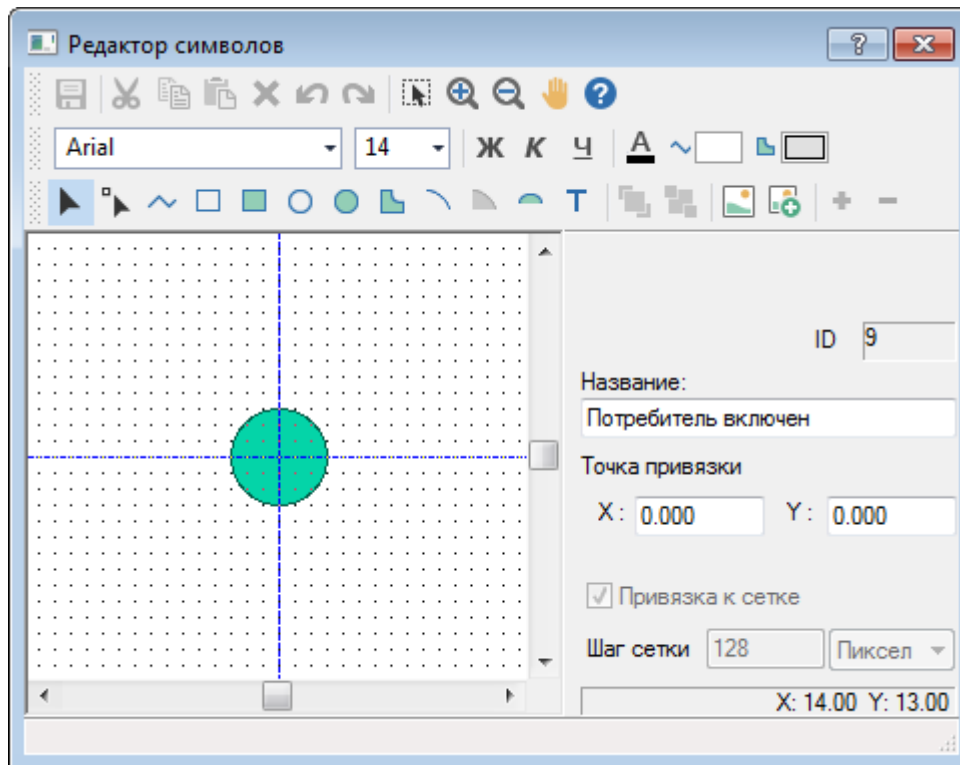 Редактор символов
Arial 14 Ж К Ч А
T
ID 9
Название:
Потребитель включен
Точка привязки
X : 0.000 Y : 0.000
Привязка к сетке
Шаг сетки 128 Пиксел
X: 14.00 Y: 13.00